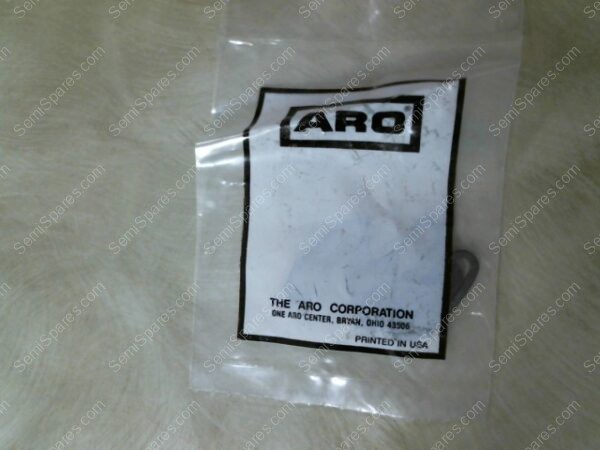 ARO
THE ARO CORPORATION
ONE ARO CENTER, BRYAN, OHIO 43506
PRINTED IN USA
SemiSpares.com